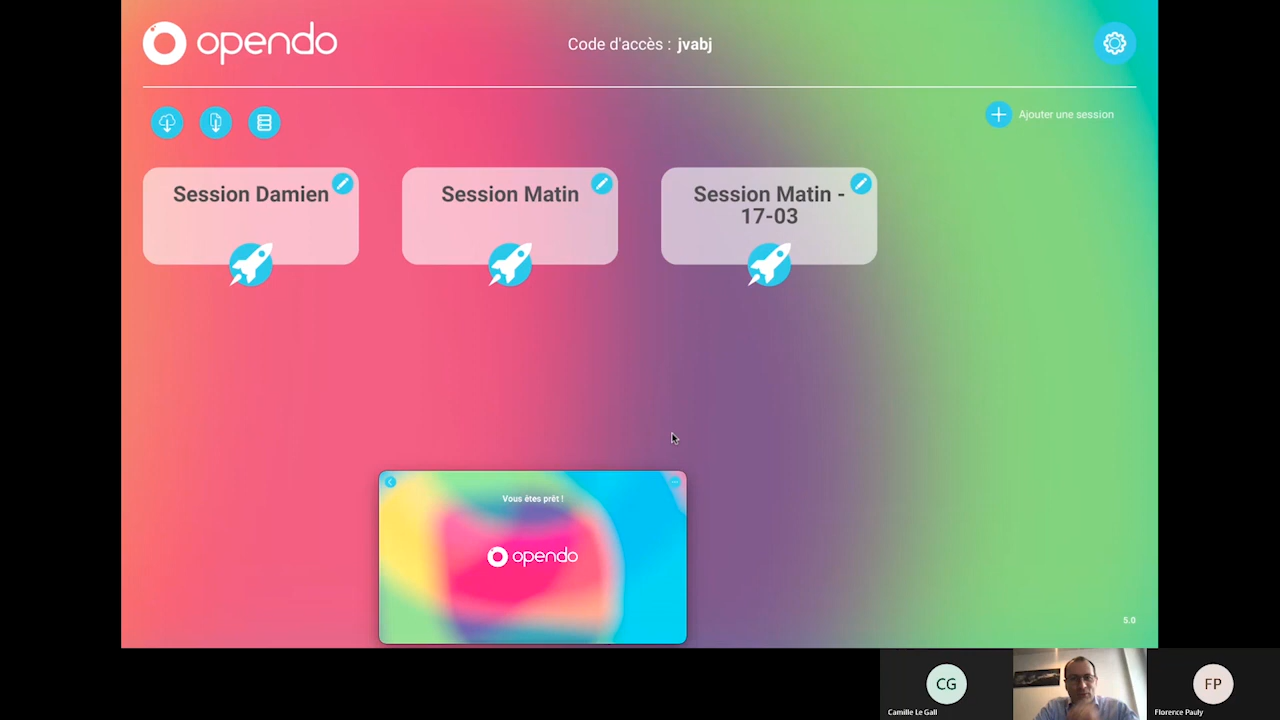 opendo
Code d'accès : jvabj
Ajouter une session
Session Damien
Session Matin
Session Matin -
17-03
Vous êtes prêt !
opendo
5.0
CG
FP
Camille Le Gall
Florence Pauly